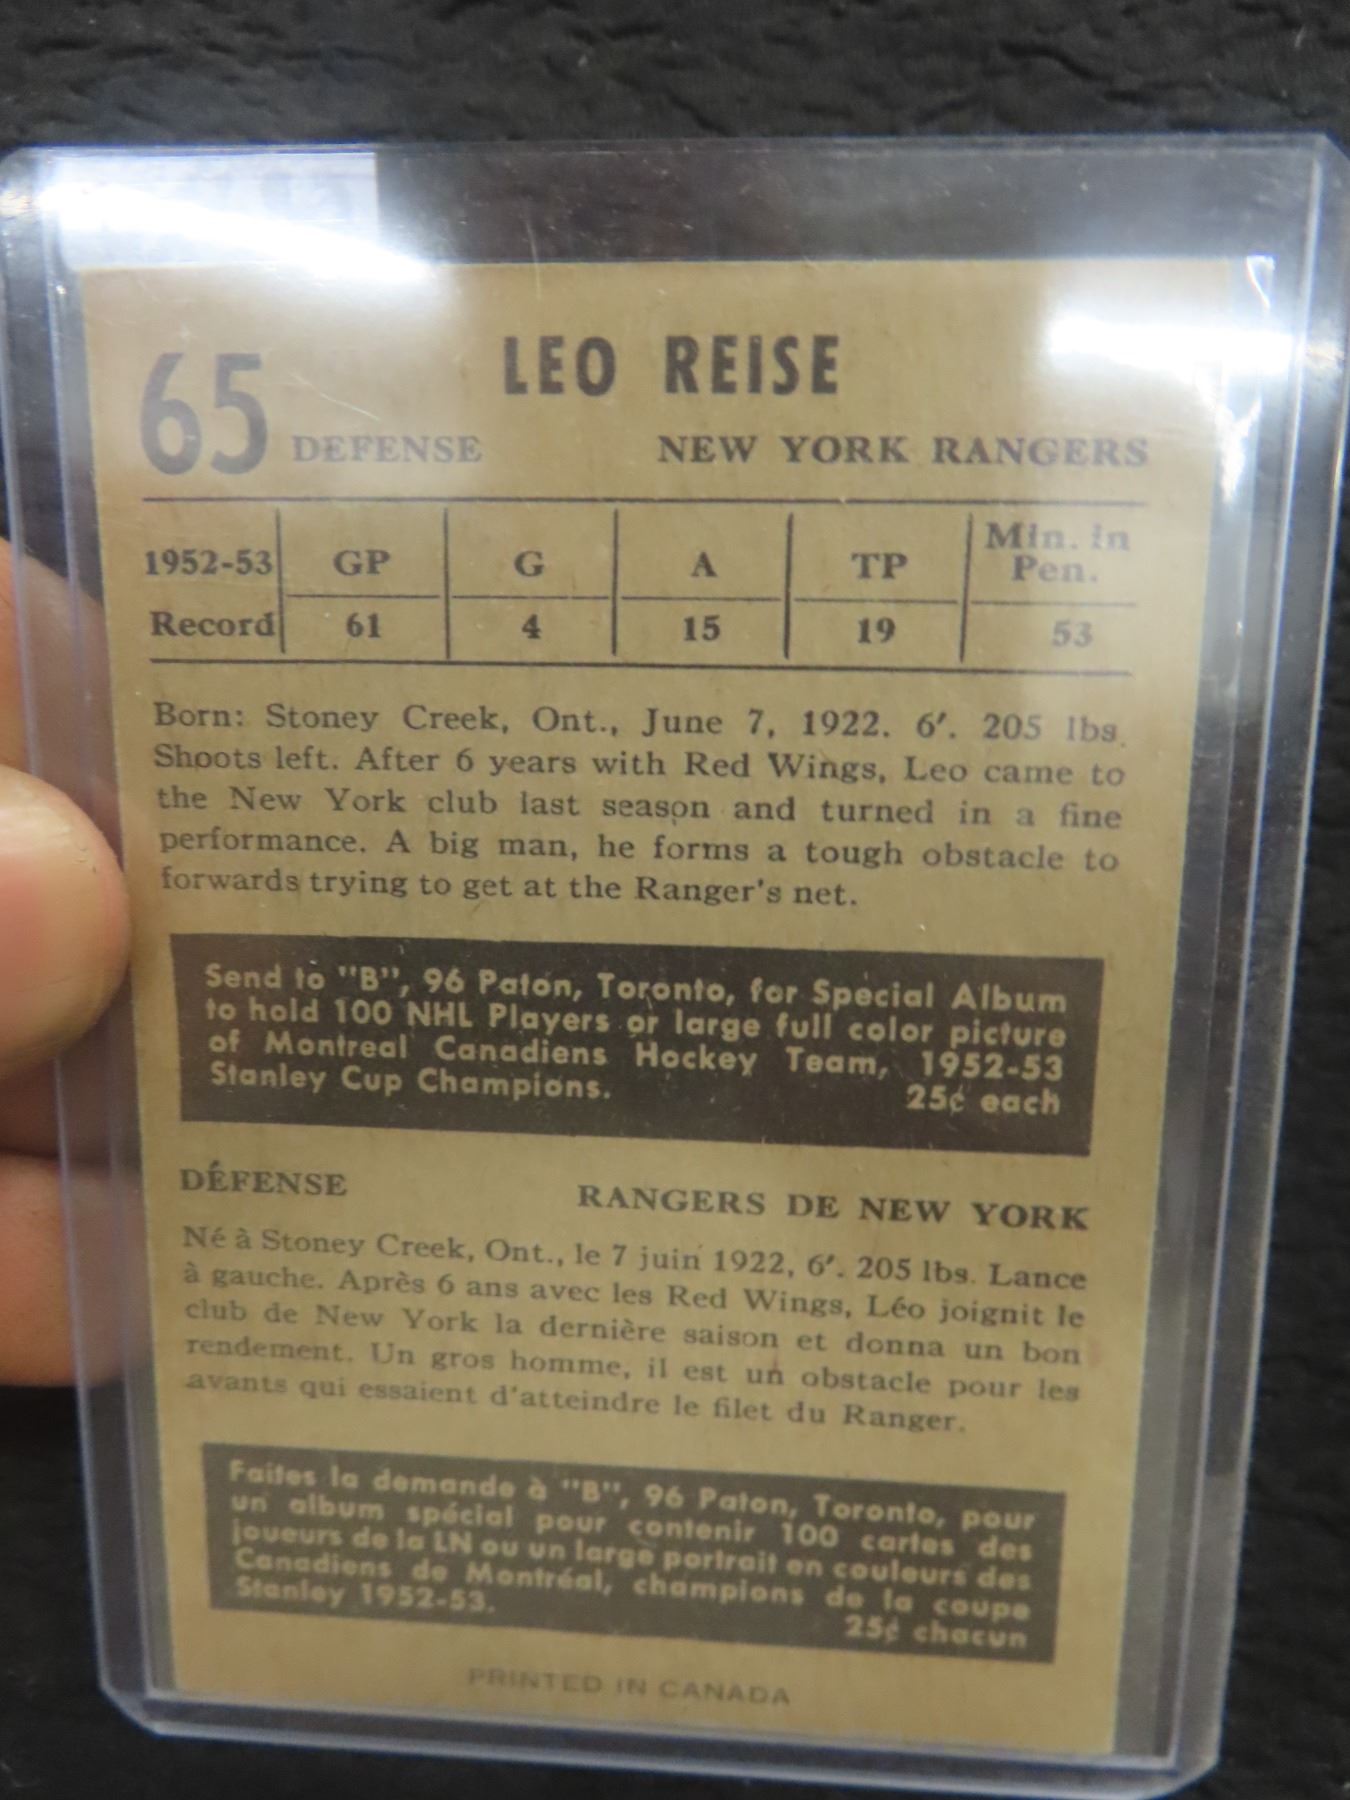 LEO REISE
65 DEFENSE NEW YORK RANGERS
1952-53 GP G A TP Min. in Pen.
Record 61 4 15 19 53
Born: Stoney Creek, Ont., June 7, 1922. 6'. 205 lbs.
Shoots left. After 6 years with Red Wings, Leo came to
the New York club last season and turned in a fine
performance. A big man, he forms a tough obstacle to
forwards trying to get at the Ranger's net.
Send to "B", 96 Paton, Toronto, for Special Album
to hold 100 NHL Players or large full color picture
of Montreal Canadiens Hockey Team, 1952-53
Stanley Cup Champions. 25¢ each
DÉFENSE RANGERS DE NEW YORK
Né à Stoney Creek, Ont., le 7 juin 1922, 6'. 205 lbs. Lance
à gauche. Après 6 ans avec les Red Wings, Léo joignit le
club de New York la dernière saison et donna un bon
rendement. Un gros homme, il est un obstacle pour les
avants qui essaient d'atteindre le filet du Ranger.
Faites la demande à "B", 96 Paton, Toronto, pour
un album spécial pour contenir 100 cartes des
joueurs de la LN ou un large portrait en couleurs des
Canadiens de Montréal, champions de la coupe
Stanley 1952-53. 25¢ chacun
PRINTED IN CANADA